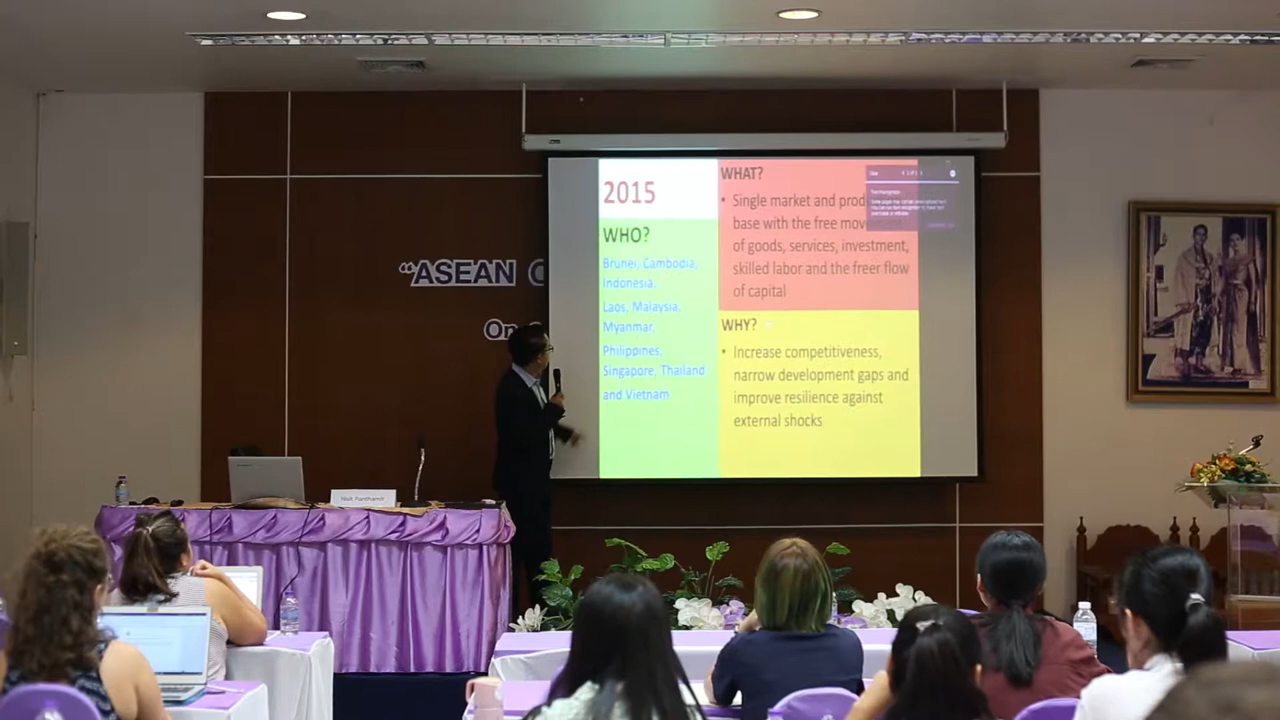 "ASEAN
On
2015
WHO?
Brunei, Cambodia,
Indonesia,
Laos, Malaysia,
Myanmar,
Philippines,
Singapore, Thailand
and Vietnam
WHAT?
• Single market and prod
base with the free mov
of goods, services, investment,
skilled labor and the freer flow
of capital
WHY?
• Increase competitiveness,
narrow development gaps and
improve resilience against
external shocks